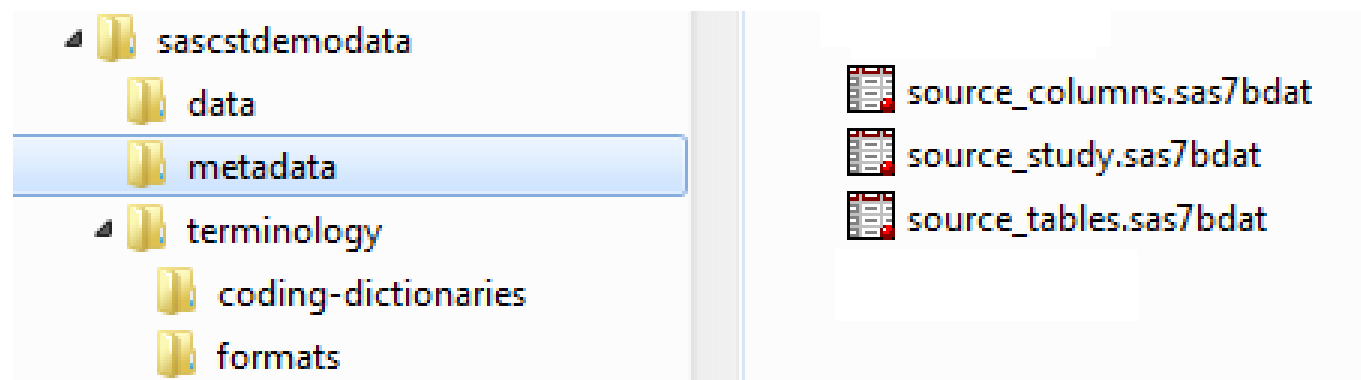 sascstdemodata
data
metadata
terminology
coding-dictionaries
formats
source_columns.sas7bdat
source_study.sas7bdat
source_tables.sas7bdat